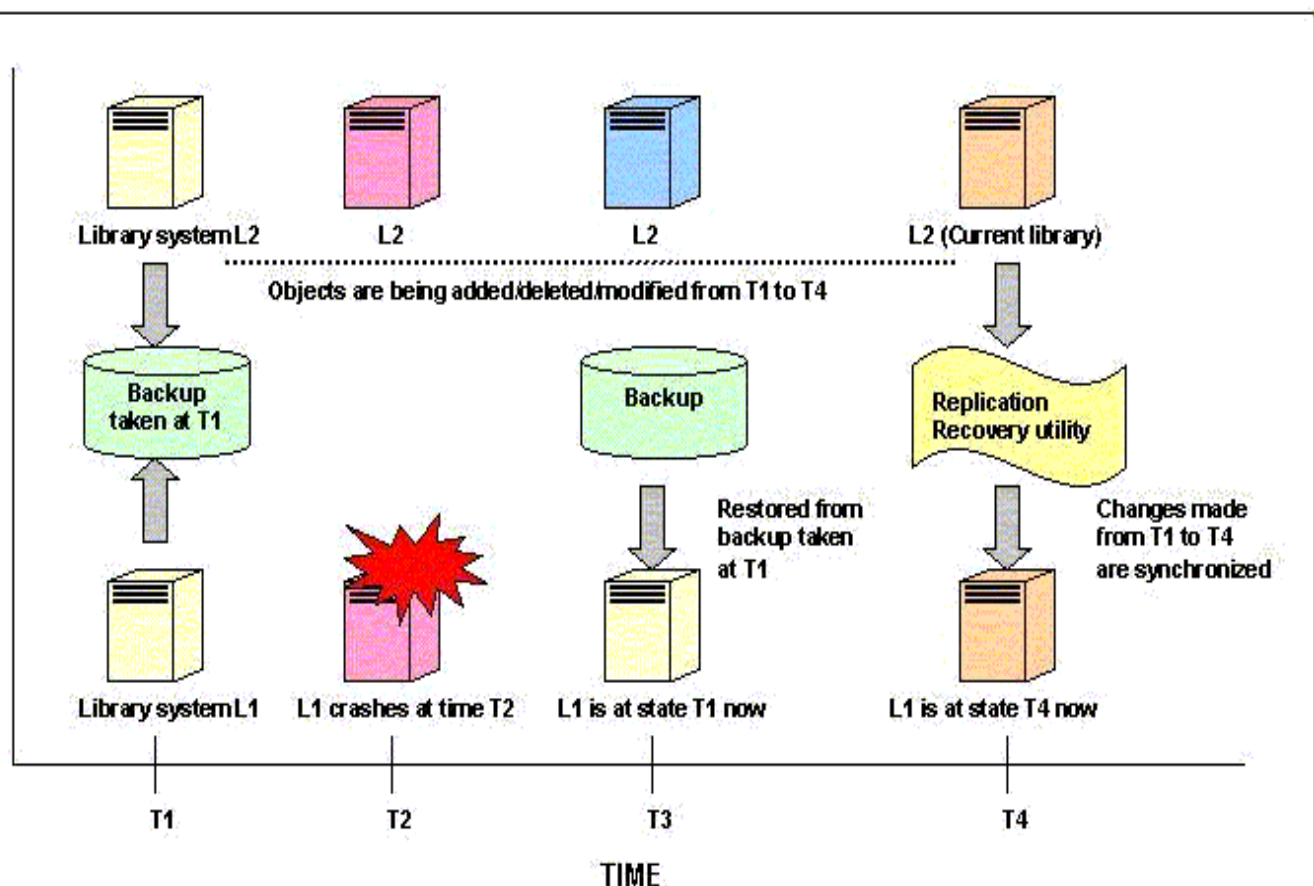 Library system L2
L2
L2
L2 (Current library)
Objects are being added/deleted/modified from T1 to T4
Backup
taken at T1
Backup
Replication
Recovery utility
Restored from
backup taken
at T1
Changes made
from T1 to T4
are synchronized
Library system L1
L1 crashes at time T2
L1 is at state T1 now
L1 is at state T4 now
T1
T2
T3
T4
TIME